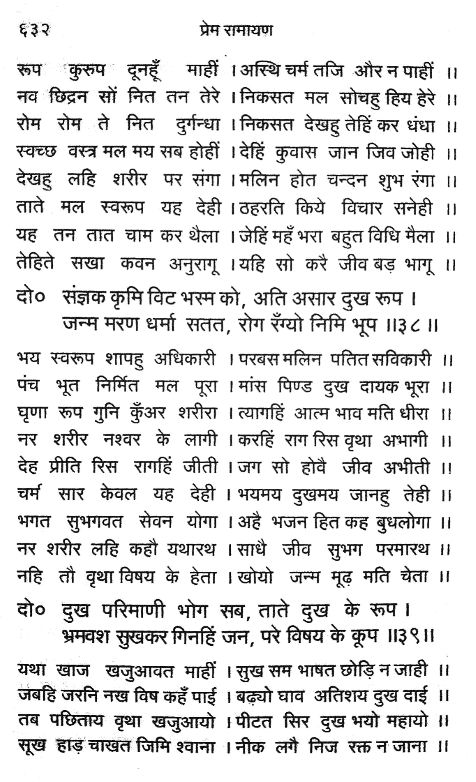 ६३२ प्रेम रामायण
रूप कुरुप दूनहूँ माहीं । अस्थि चर्म तजि और न पाहीं ॥
नव छिद्रन सों नित तन तेरे । निकसत मल सोचहु हिय हेरे ॥
रोम रोम ते नित दुर्गन्धा । निकसत देखहु तेहिं कर धंधा ॥
स्वच्छ वस्त्र मल मय सब होहीं । देहिं कुवास जान जिव जोही ॥
देखहु लहि शरीर पर संगा । मलिन होत चन्दन शुभ रंगा ॥
ताते मल स्वरूप यह देही । ठहरति किये विचार सनेही ॥
यह तन तात चाम कर थैला । जेहिं महँ भरा बहुत विधि मैला ॥
तेहिते सखा कवन अनुरागू । यहि सो करै जीव बड़ भागू ॥
दो० संज्ञक कृमि विट भस्म को, अति असार दुख रूप ।
जन्म मरण धर्मा सतत, रोग रँग्यो निमि भूप ॥३८॥
भय स्वरूप शापहु अधिकारी । परबस मलिन पतित सविकारी ॥
पंच भूत निर्मित मल पूरा । मांस पिण्ड दुख दायक भूरा ॥
घृणा रूप गुनि कुँअर शरीरा । त्यागहिं आत्म भाव मति धीरा ॥
नर शरीर नश्वर के लागी । करहिं राग रिस वृथा अभागी ॥
देह प्रीति रिस रागहिं जीती । जग सो होवै जीव अभीती ॥
चर्म सार केवल यह देही । भयमय दुखमय जानहु तेही ॥
भगत सुभगवत सेवन योगा । अहै भजन हित कह बुधलोगा ॥
नर शरीर लहि कहौ यथारथ । साधै जीव सुभग परमारथ ॥
नहि तौ वृथा विषय के हेता । खोयो जन्म मूढ़ मति चेता ॥
दो० दुख परिमाणी भोग सब, ताते दुख के रूप ।
भ्रमवश सुखकर गिनहिं जन, परे विषय के कूप ॥३९॥
यथा खाज खजुआवत माहीं । सुख सम भाषत छोड़ि न जाही ॥
जबहिं जरनि नख विष कहँ पाई । बढ़्यो घाव अतिशय दुख दाई ॥
तब पछिताय वृथा खजुआयो । पीटत सिर दुख भयो महायो ॥
सूख हाड़ चाखत जिमि श्वाना । नीक लगै निज रक्त न जाना ॥